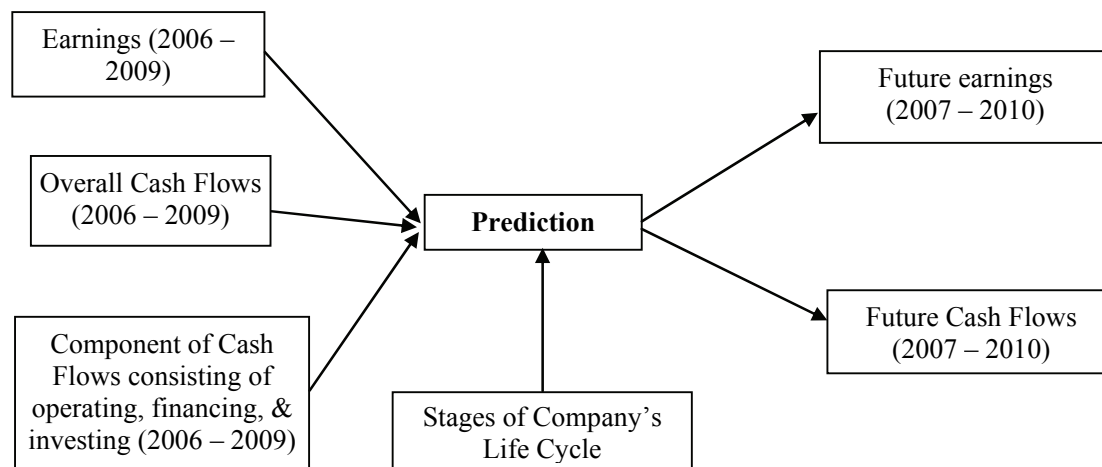 Earnings (2006 –
2009)
Overall Cash Flows
(2006 – 2009)
Component of Cash
Flows consisting of
operating, financing, &
investing (2006 – 2009)
Prediction
Stages of Company’s
Life Cycle
Future earnings
(2007 – 2010)
Future Cash Flows
(2007 – 2010)